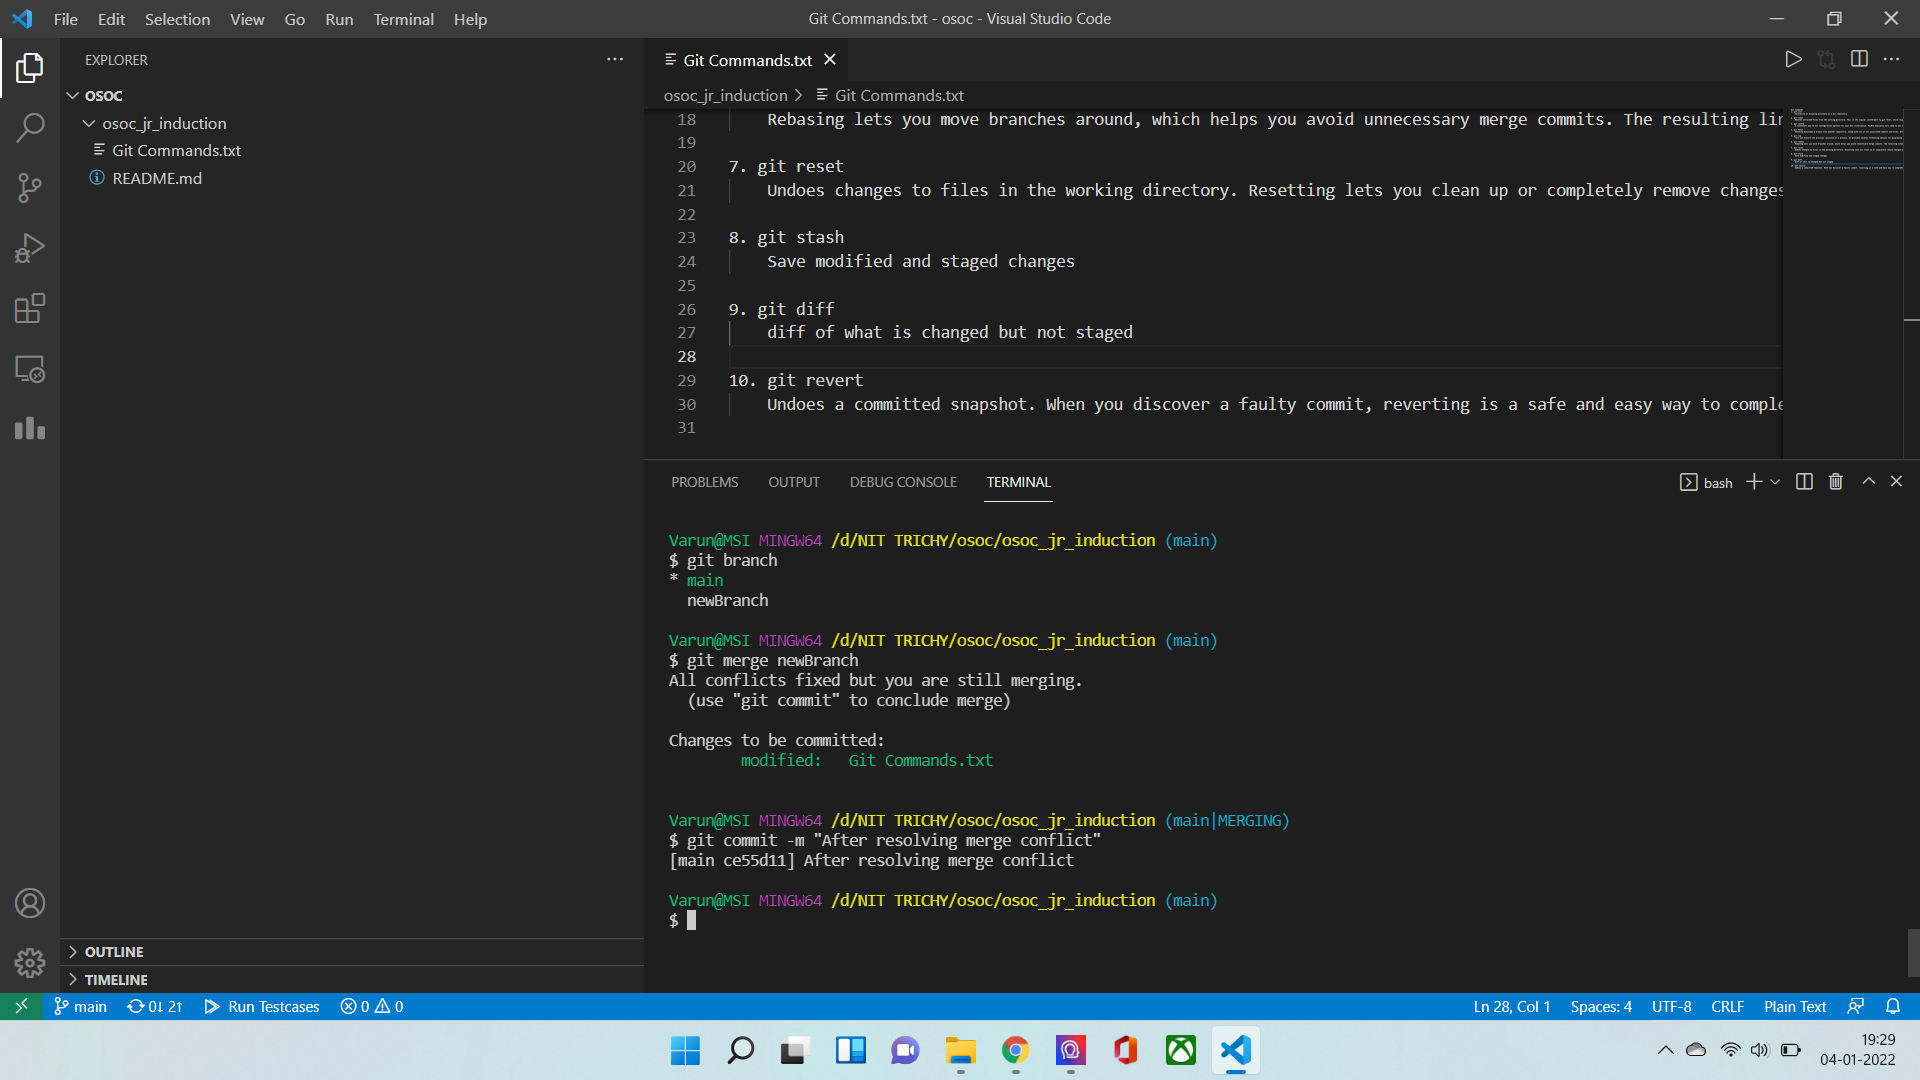 File Edit Selection View Go Run Terminal Help
Git Commands.txt - osoc - Visual Studio Code
EXPLORER
OSOC
osoc_jr_induction
Git Commands.txt
README.md
OUTLINE
TIMELINE
Git Commands.txt
osoc_jr_induction > Git Commands.txt
18 Rebasing lets you move branches around, which helps you avoid unnecessary merge commits. The resulting lin
19
20 7. git reset
21 Undoes changes to files in the working directory. Resetting lets you clean up or completely remove changes
22
23 8. git stash
24 Save modified and staged changes
25
26 9. git diff
27 diff of what is changed but not staged
28
29 10. git revert
30 Undoes a committed snapshot. When you discover a faulty commit, reverting is a safe and easy way to comple
31
PROBLEMS OUTPUT DEBUG CONSOLE TERMINAL
bash
Varun@MSI MINGW64 /d/NIT TRICHY/osoc/osoc_jr_induction (main)
$ git branch
* main
newBranch
Varun@MSI MINGW64 /d/NIT TRICHY/osoc/osoc_jr_induction (main)
$ git merge newBranch
All conflicts fixed but you are still merging.
(use "git commit" to conclude merge)
Changes to be committed:
modified: Git Commands.txt
Varun@MSI MINGW64 /d/NIT TRICHY/osoc/osoc_jr_induction (main|MERGING)
$ git commit -m "After resolving merge conflict"
[main ce55d11] After resolving merge conflict
Varun@MSI MINGW64 /d/NIT TRICHY/osoc/osoc_jr_induction (main)
$
main 0↓ 2↑ Run Testcases 0 0
Ln 28, Col 1 Spaces: 4 UTF-8 CRLF Plain Text
19:29
04-01-2022